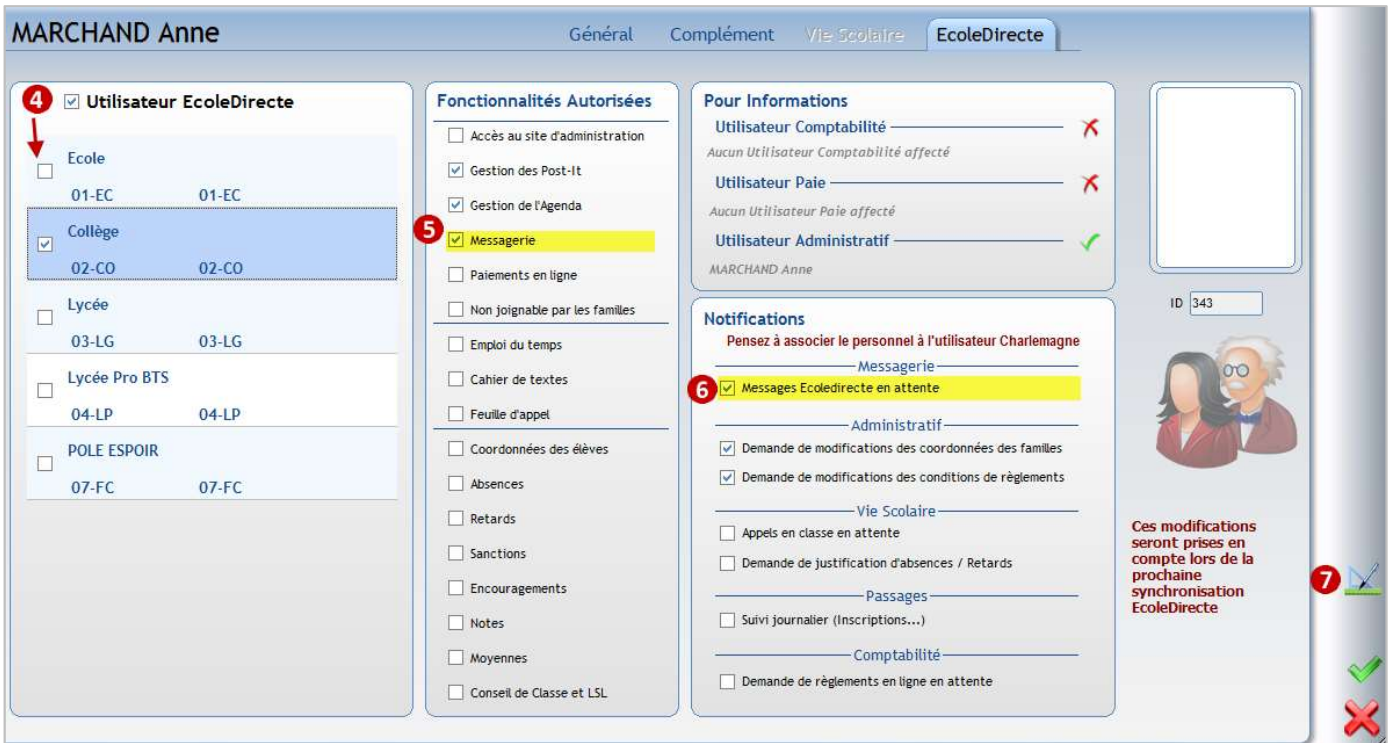 MARCHAND Anne
Général Complément Vie Scolaire EcoleDirecte
4 Utilisateur EcoleDirecte
Ecole
01-EC 01-EC
Collège
02-CO 02-CO
Lycée
03-LG 03-LG
Lycée Pro BTS
04-LP 04-LP
POLE ESPOIR
07-FC 07-FC
Fonctionnalités Autorisées
Accès au site d'administration
Gestion des Post-It
Gestion de l'Agenda
5 Messagerie
Paiements en ligne
Non joignable par les familles
Emploi du temps
Cahier de textes
Feuille d'appel
Coordonnées des élèves
Absences
Retards
Sanctions
Encouragements
Notes
Moyennes
Conseil de Classe et LSL
Pour Informations
Utilisateur Comptabilité
Aucun Utilisateur Comptabilité affecté
Utilisateur Paie
Aucun Utilisateur Paie affecté
Utilisateur Administratif
MARCHAND Anne
Notifications
Pensez à associer le personnel à l'utilisateur Charlemagne
Messagerie
6 Messages Ecoledirecte en attente
Administratif
Demande de modifications des coordonnées des familles
Demande de modifications des conditions de règlements
Vie Scolaire
Appels en classe en attente
Demande de justification d'absences / Retards
Passages
Suivi journalier (Inscriptions...)
Comptabilité
Demande de règlements en ligne en attente
ID 343
Ces modifications
seront prises en
compte lors de la
prochaine
synchronisation
EcoleDirecte
7